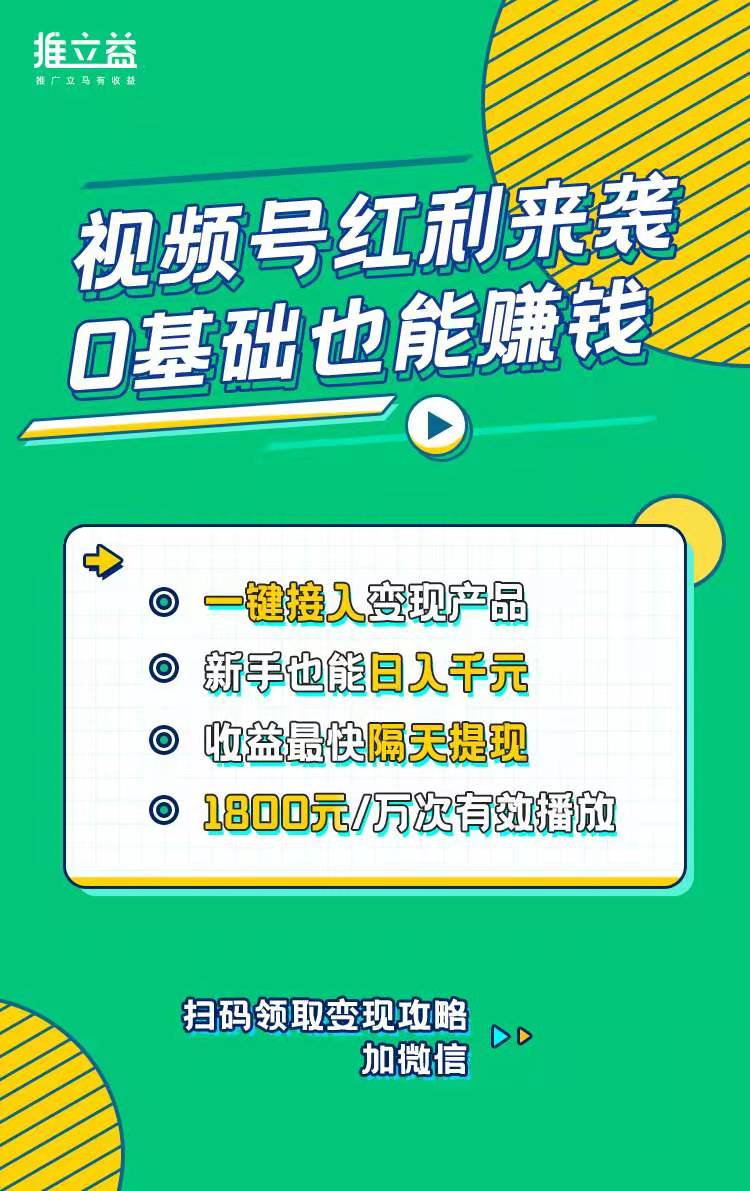 推立益
推广立马有收益
视频号红利来袭
0基础也能赚钱
一键接入变现产品
新手也能日入千元
收益最快隔天提现
1800元/万次有效播放
扫码领取变现攻略
加微信